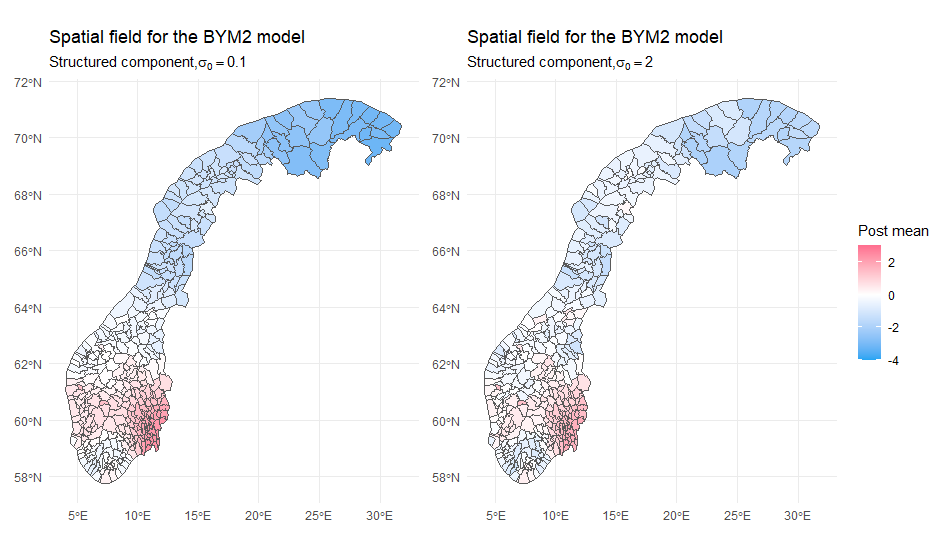 Spatial field for the BYM2 model
Structured component,σ₀ = 0.1
72°N
70°N
68°N
66°N
64°N
62°N
60°N
58°N
5°E
10°E
15°E
20°E
25°E
30°E
Spatial field for the BYM2 model
Structured component,σ₀ = 2
72°N
70°N
68°N
66°N
64°N
62°N
60°N
58°N
5°E
10°E
15°E
20°E
25°E
30°E
Post mean
2
0
-2
-4